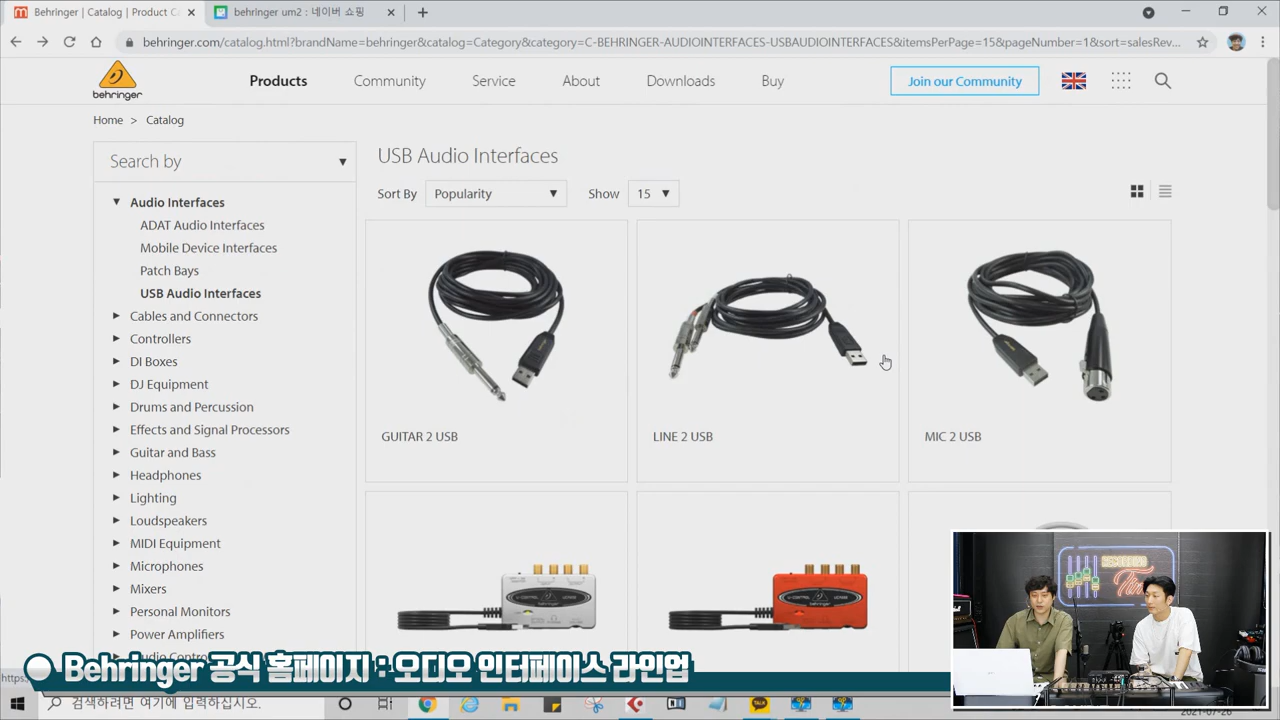 Behringer | Catalog | Product C
behringer um2 : 네이버 쇼핑
behringer.com/catalog.html?brandName=behringer&catalog=Category&category=C-BEHRINGER-AUDIOINTERFACES-USBAUDIOINTERFACES&itemsPerPage=15&pageNumber=1&sort=salesRev...
behringer
Products
Community
Service
About
Downloads
Buy
Join our Community
Home > Catalog
Search by
Audio Interfaces
ADAT Audio Interfaces
Mobile Device Interfaces
Patch Bays
USB Audio Interfaces
Cables and Connectors
Controllers
DI Boxes
DJ Equipment
Drums and Percussion
Effects and Signal Processors
Guitar and Bass
Headphones
Lighting
Loudspeakers
MIDI Equipment
Microphones
Mixers
Personal Monitors
Power Amplifiers
USB Audio Interfaces
Sort By Popularity Show 15
GUITAR 2 USB
LINE 2 USB
MIC 2 USB
Behringer 공식 홈페이지 : 오디오 인터페이스 라인업
검색하려면 여기에 입력하십시오.
TALK
2021-07-26